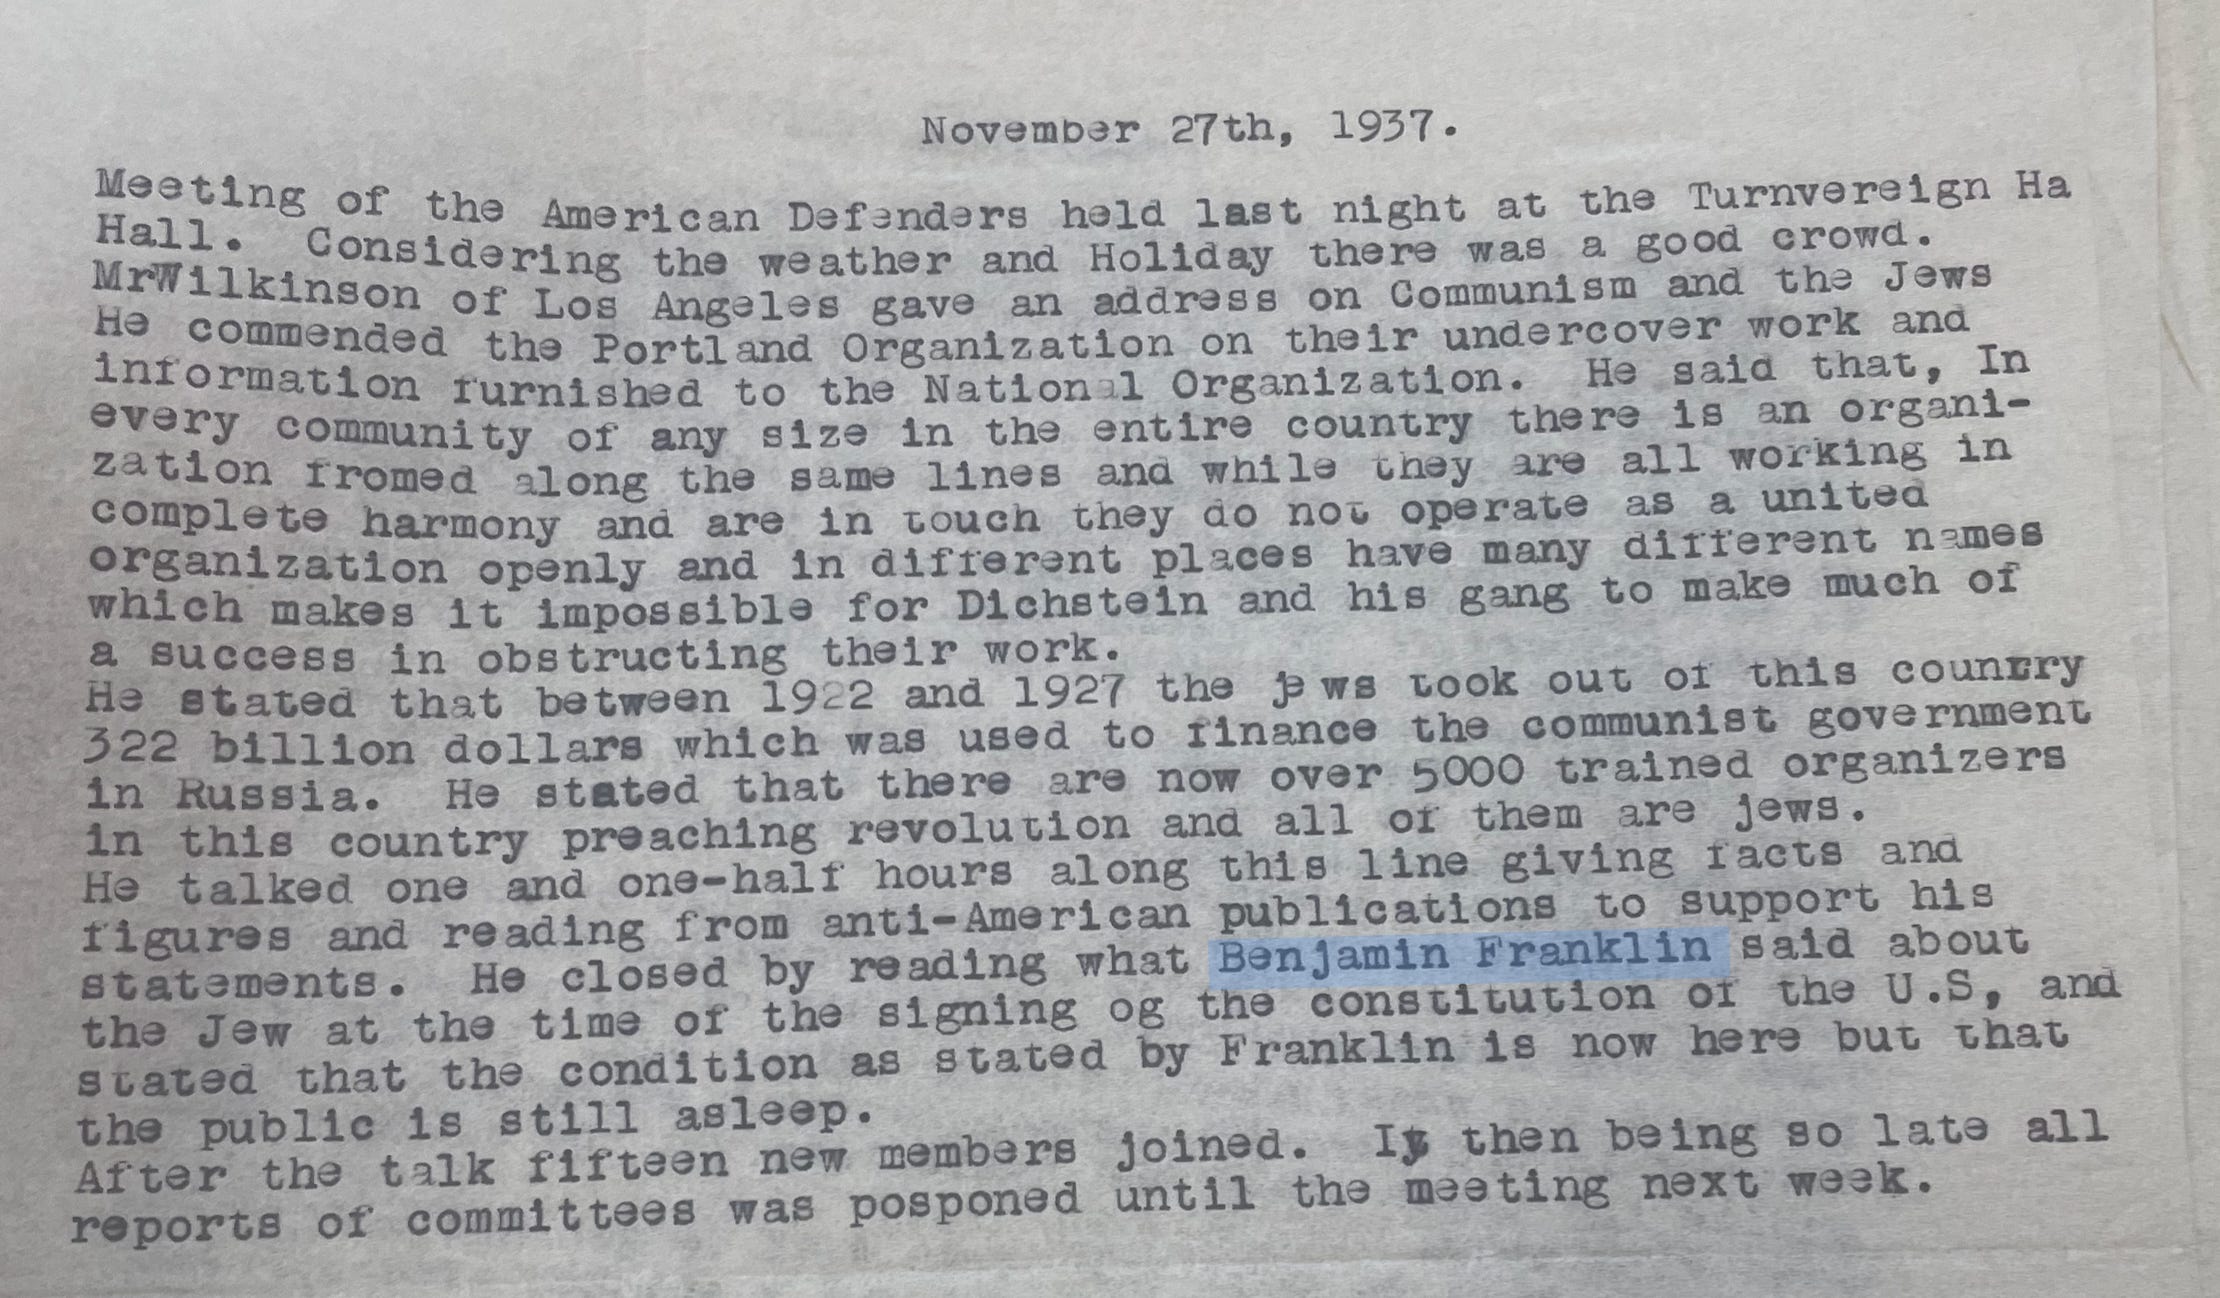 November 27th, 1937.
Meeting of the American Defenders held last night at the Turnvereign Ha
Hall. Considering the weather and Holiday there was a good crowd.
MrWilkinson of Los Angeles gave an address on Communism and the Jews
He commended the Portland Organization on their undercover work and
information furnished to the National Organization. He said that, In
every community of any size in the entire country there is an organi-
zation fromed along the same lines and while they are all working in
complete harmony and are in touch they do not operate as a united
organization openly and in different places have many different names
which makes it impossible for Dichstein and his gang to make much of
a success in obstructing their work.
He stated that between 1922 and 1927 the jews took out of this country
322 billion dollars which was used to finance the communist government
in Russia. He stated that there are now over 5000 trained organizers
in this country preaching revolution and all of them are jews.
He talked one and one-half hours along this line giving facts and
figures and reading from anti-American publications to support his
statements. He closed by reading what Benjamin Franklin said about
the Jew at the time of the signing og the constitution of the U.S, and
stated that the condition as stated by Franklin is now here but that
the public is still asleep.
After the talk fifteen new members joined. It then being so late all
reports of committees was posponed until the meeting next week.